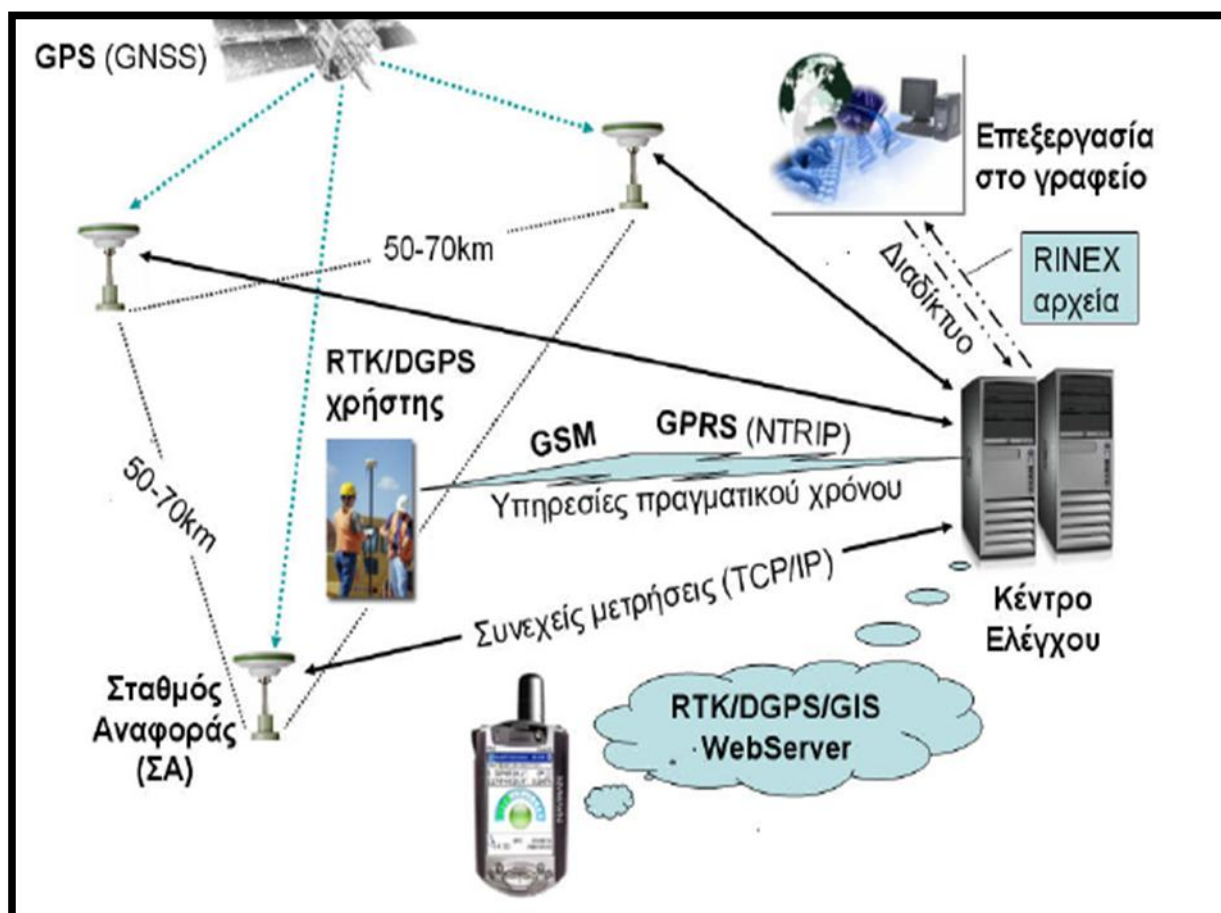 GPS (GNSS)
Επεξεργασία
στο γραφείο
50-70km
Διαδίκτυο
RINEX
αρχεία
RTK/DGPS
χρήστης
GSM
GPRS (NTRIP)
Υπηρεσίες πραγματικού χρόνου
50-70km
Συνεχείς μετρήσεις (TCP/IP)
Κέντρο
Ελέγχου
Σταθμός
Αναφοράς
(ΣΑ)
RTK/DGPS/GIS
WebServer